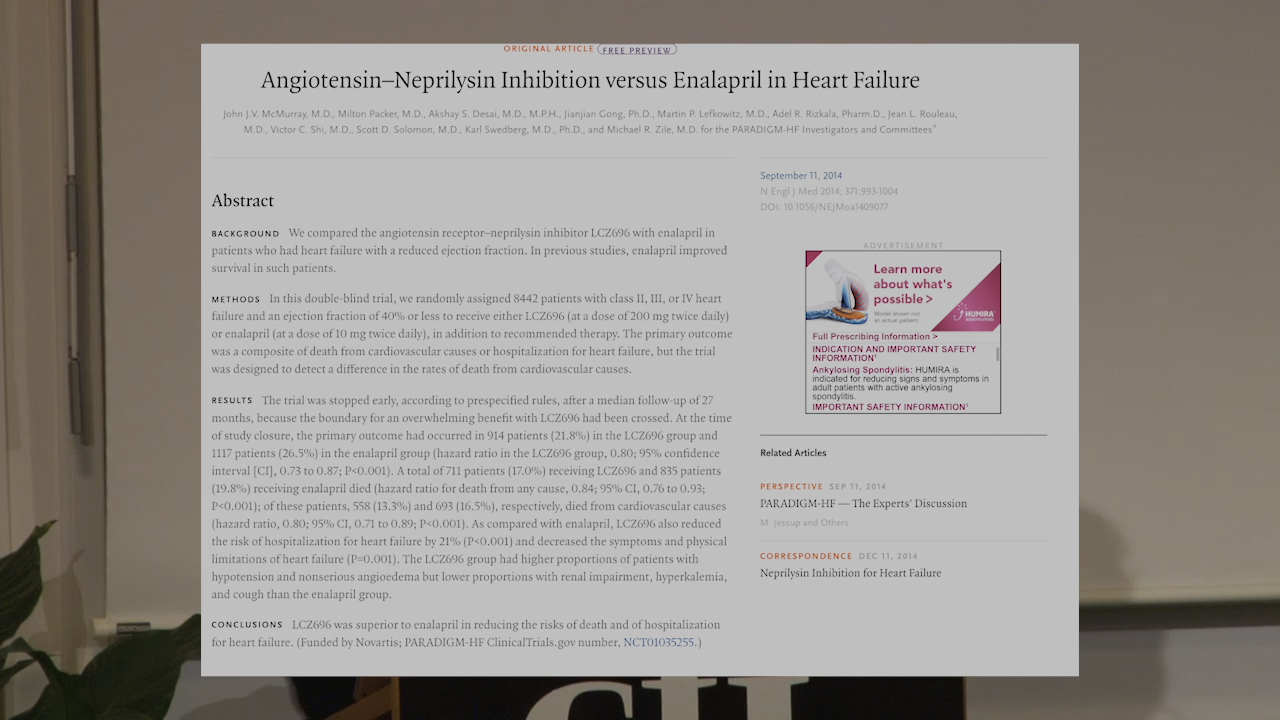 ORIGINAL ARTICLE FREE PREVIEW
Angiotensin–Neprilysin Inhibition versus Enalapril in Heart Failure
John J.V. McMurray, M.D., Milton Packer, M.D., Akshay S. Desai, M.D., M.P.H., Jianjian Gong, Ph.D., Martin P. Lefkowitz, M.D., Adel R. Rizkala, Pharm.D., Jean L. Rouleau,
M.D., Victor C. Shi, M.D., Scott D. Solomon, M.D., Karl Swedberg, M.D., Ph.D., and Michael R. Zile, M.D. for the PARADIGM-HF Investigators and Committees*
Abstract
BACKGROUND We compared the angiotensin receptor–neprilysin inhibitor LCZ696 with enalapril in
patients who had heart failure with a reduced ejection fraction. In previous studies, enalapril improved
survival in such patients.
METHODS In this double-blind trial, we randomly assigned 8442 patients with class II, III, or IV heart
failure and an ejection fraction of 40% or less to receive either LCZ696 (at a dose of 200 mg twice daily)
or enalapril (at a dose of 10 mg twice daily), in addition to recommended therapy. The primary outcome
was a composite of death from cardiovascular causes or hospitalization for heart failure, but the trial
was designed to detect a difference in the rates of death from cardiovascular causes.
RESULTS The trial was stopped early, according to prespecified rules, after a median follow-up of 27
months, because the boundary for an overwhelming benefit with LCZ696 had been crossed. At the time
of study closure, the primary outcome had occurred in 914 patients (21.8%) in the LCZ696 group and
1117 patients (26.5%) in the enalapril group (hazard ratio in the LCZ696 group, 0.80; 95% confidence
interval [CI], 0.73 to 0.87; P<0.001). A total of 711 patients (17.0%) receiving LCZ696 and 835 patients
(19.8%) receiving enalapril died (hazard ratio for death from any cause, 0.84; 95% CI, 0.76 to 0.93;
P<0.001); of these patients, 558 (13.3%) and 693 (16.5%), respectively, died from cardiovascular causes
(hazard ratio, 0.80; 95% CI, 0.71 to 0.89; P<0.001). As compared with enalapril, LCZ696 also reduced
the risk of hospitalization for heart failure by 21% (P<0.001) and decreased the symptoms and physical
limitations of heart failure (P=0.001). The LCZ696 group had higher proportions of patients with
hypotension and nonserious angioedema but lower proportions with renal impairment, hyperkalemia,
and cough than the enalapril group.
CONCLUSIONS LCZ696 was superior to enalapril in reducing the risks of death and of hospitalization
for heart failure. (Funded by Novartis; PARADIGM-HF ClinicalTrials.gov number, NCT01035255.)
September 11, 2014
N Engl J Med 2014; 371:993-1004
DOI: 10.1056/NEJMoa1409077
ADVERTISEMENT
Learn more
about what's
possible >
Model shown not
an actual patient.
HUMIRA
adalimumab
Full Prescribing Information >
INDICATION AND IMPORTANT SAFETY
INFORMATION¹
Ankylosing Spondylitis: HUMIRA is
indicated for reducing signs and symptoms in
adult patients with active ankylosing
spondylitis.
IMPORTANT SAFETY INFORMATION¹
Related Articles
PERSPECTIVE SEP 11, 2014
PARADIGM-HF — The Experts' Discussion
M. Jessup and Others
CORRESPONDENCE DEC 11, 2014
Neprilysin Inhibition for Heart Failure